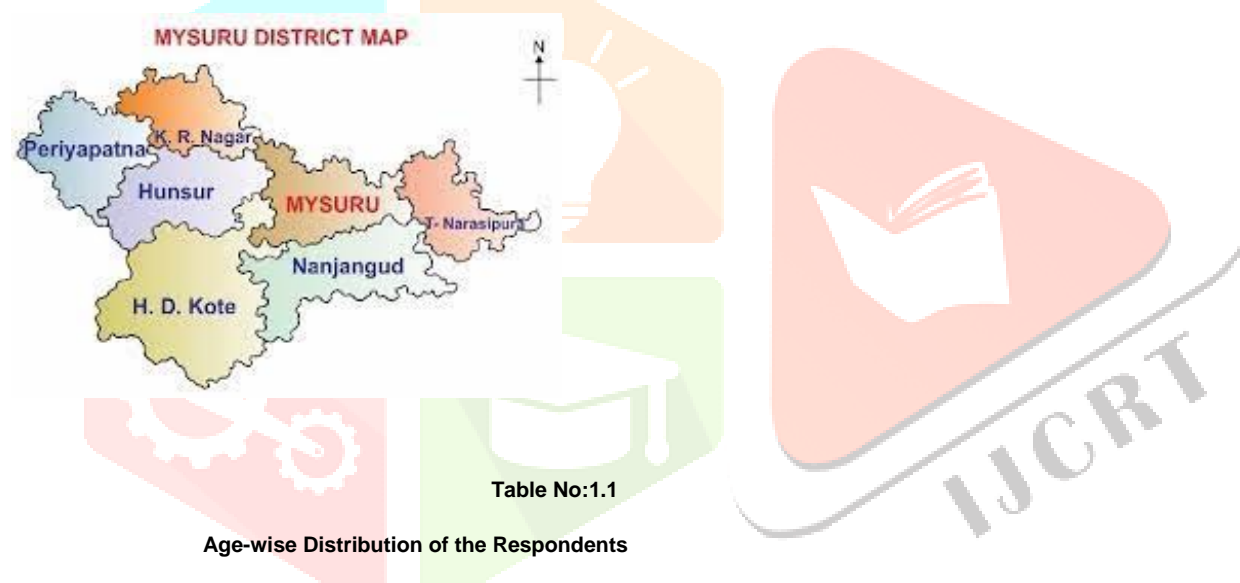 MYSURU DISTRICT MAP
N
K. R. Nagar
Periyapatna
Hunsur
MYSURU
T- Narasipura
Nanjangud
H. D. Kote
IJCRT
Table No:1.1
Age-wise Distribution of the Respondents